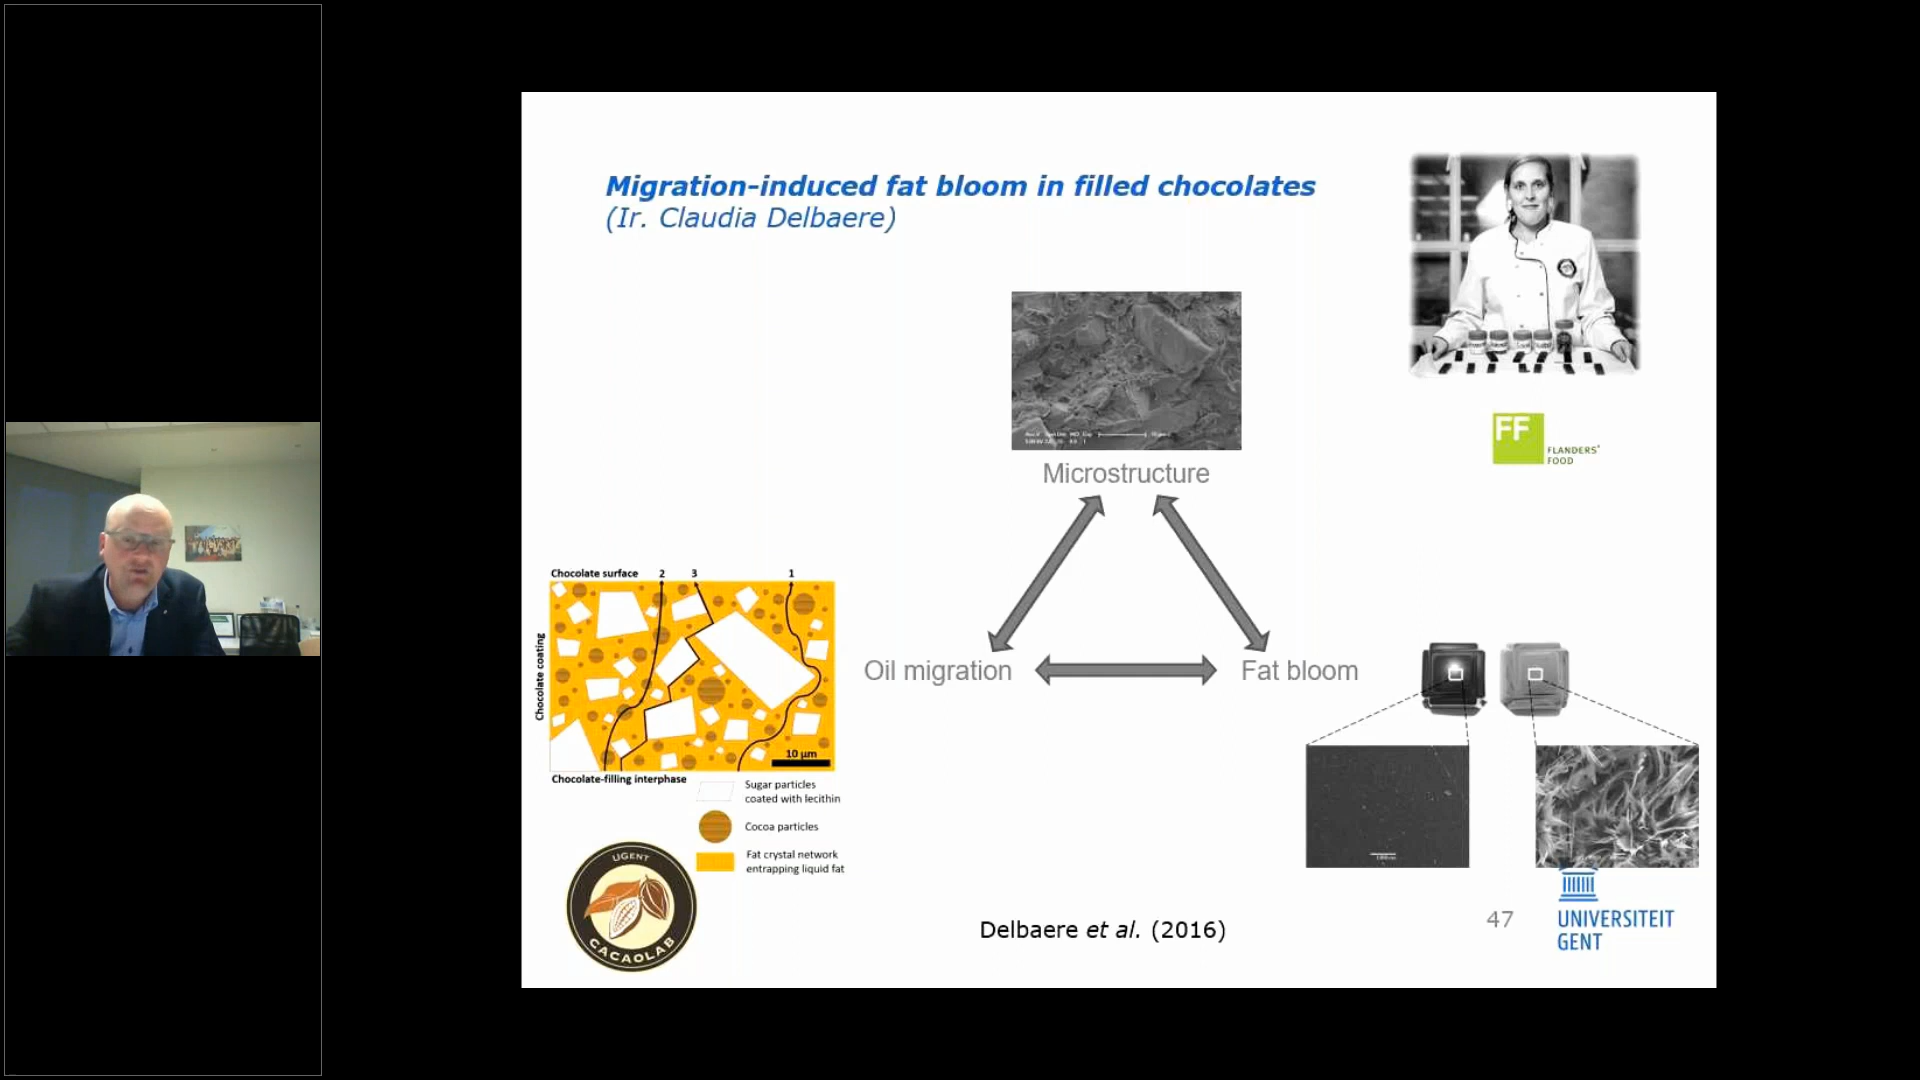 Migration-induced fat bloom in filled chocolates
(Ir. Claudia Delbaere)
FF
FLANDERS'
FOOD
Microstructure
Oil migration
Fat bloom
Chocolate surface 2 3 1
Chocolate coating
10 µm
Chocolate-filling interphase
Sugar particles
coated with lecithin
Cocoa particles
Fat crystal network
entrapping liquid fat
UGENT
CACAOLAB
Delbaere et al. (2016)
47
UNIVERSITEIT
GENT